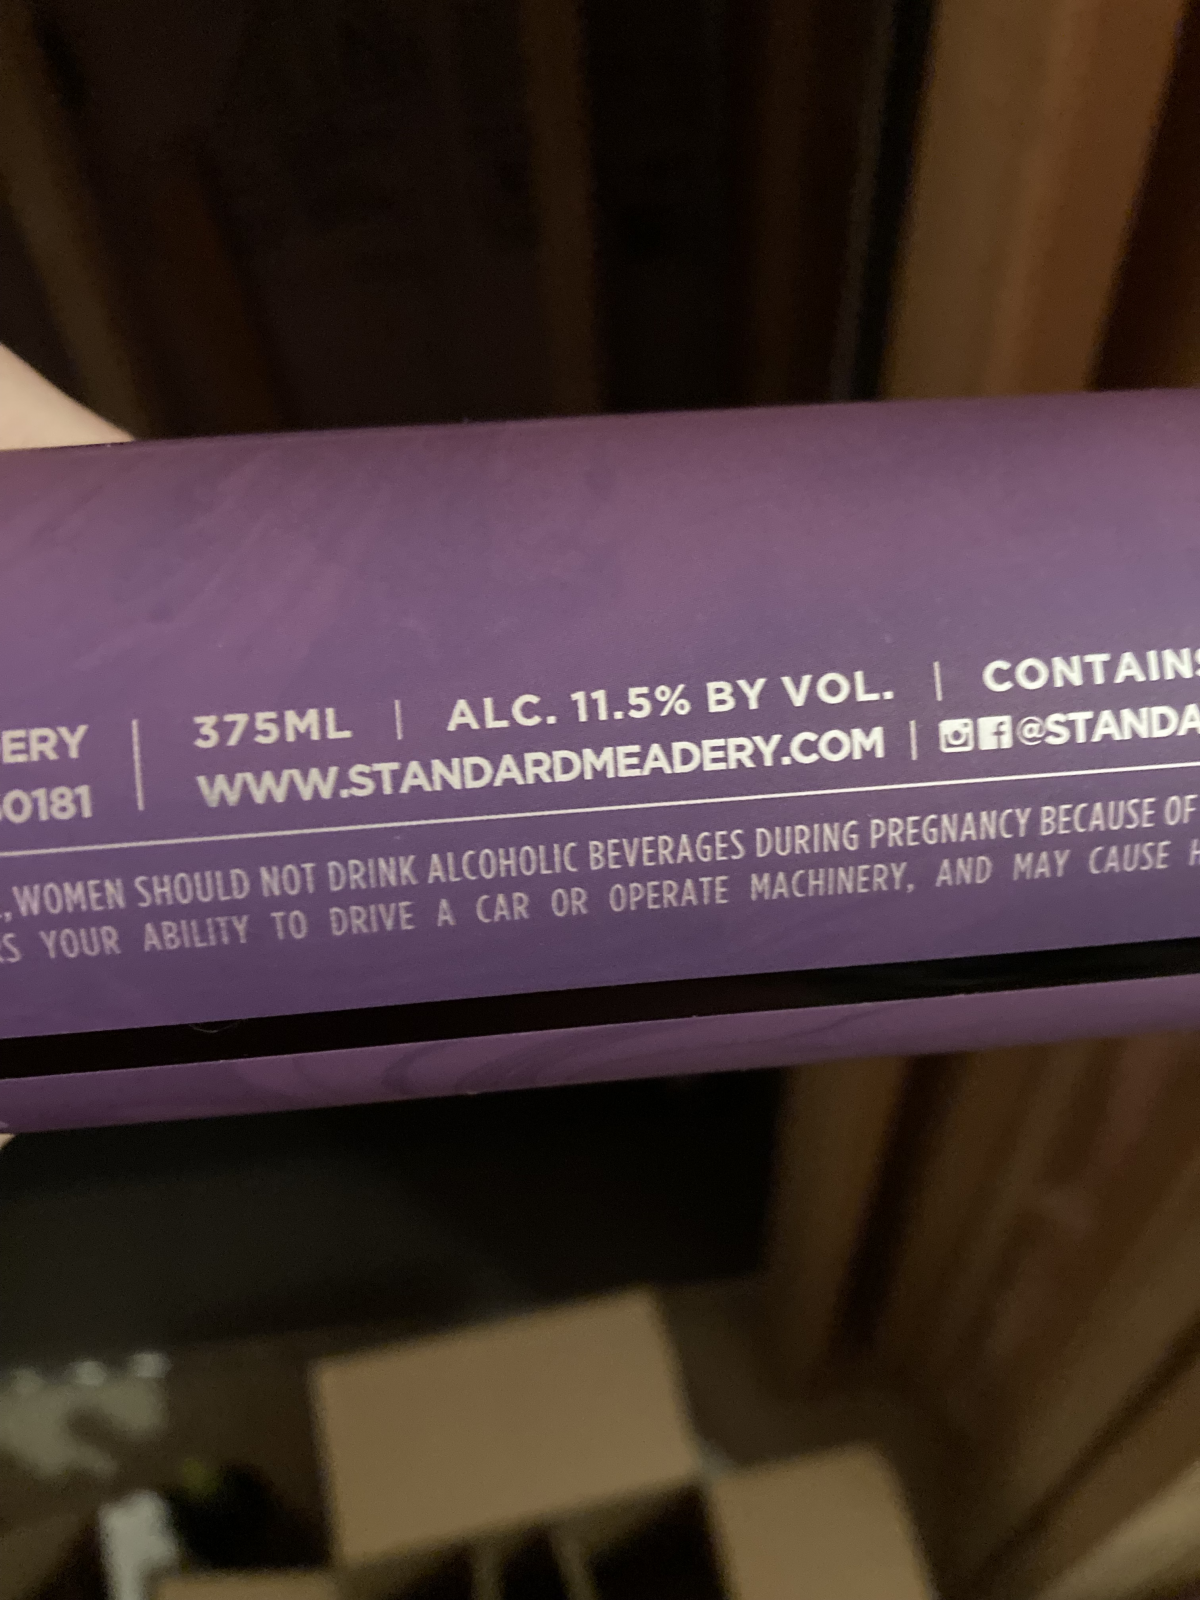 ERY | 375ML | ALC. 11.5% BY VOL. | CONTAINS
0181 | WWW.STANDARDMEADERY.COM | @STANDA
WOMEN SHOULD NOT DRINK ALCOHOLIC BEVERAGES DURING PREGNANCY BECAUSE OF
RS YOUR ABILITY TO DRIVE A CAR OR OPERATE MACHINERY, AND MAY CAUSE H